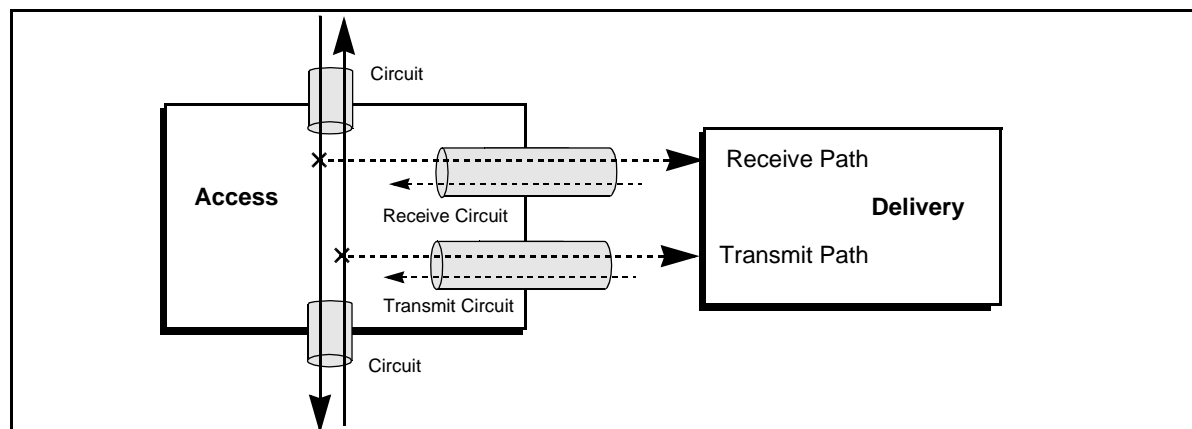 Circuit
Receive Path
Access
Delivery
Receive Circuit
Transmit Path
Transmit Circuit
Circuit